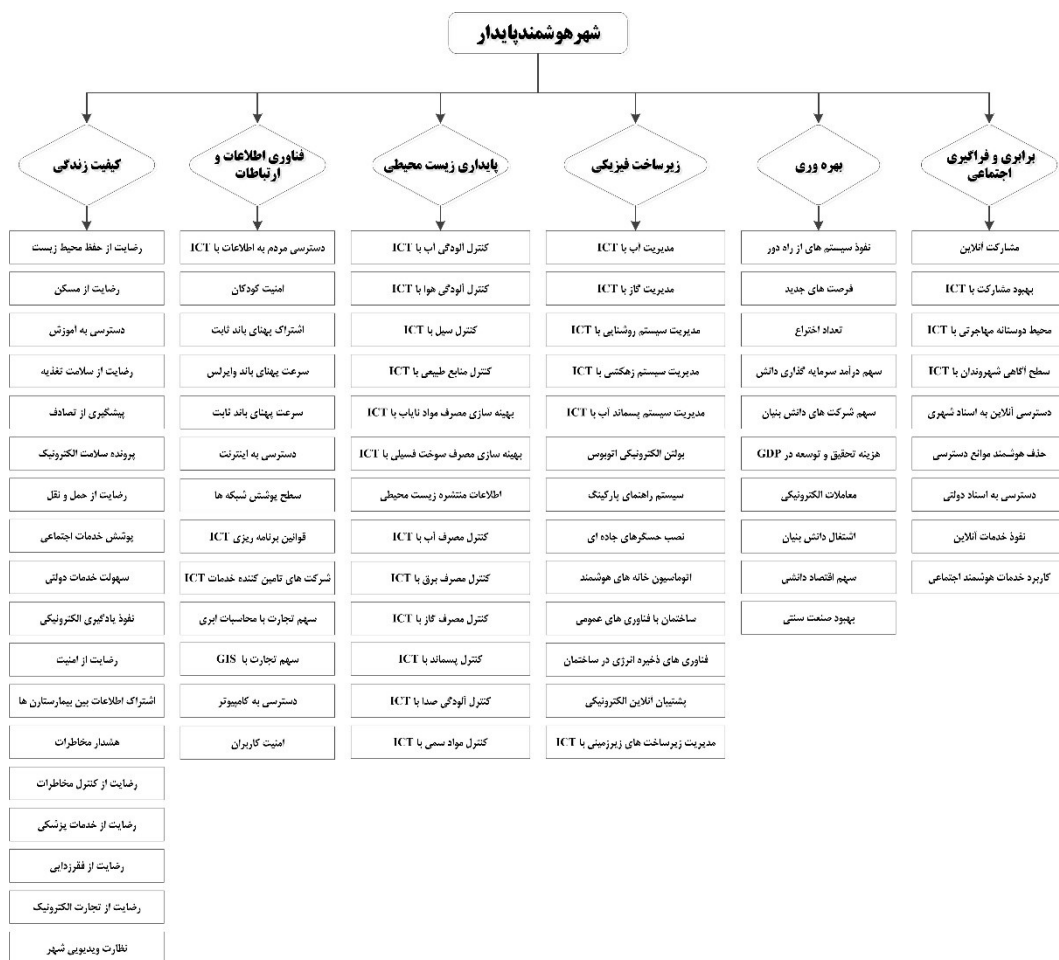 شهرهوشمندپایدار
برابری و فراگیری
اجتماعی
مشارکت آنلاین
بهبود مشارکت با ICT
محیط دوستانه مهاجرتی با ICT
سطح آگاهی شهروندان با ICT
دسترسی آنلاین به اسناد شهری
حذف هوشمند موانع دسترسی
دسترسی به اسناد دولتی
نفوذ خدمات آنلاین
کاربرد خدمات هوشمند اجتماعی
بهره وری
نفوذ سیستم های از راه دور
فرصت های جدید
تعداد اختراع
سهم درآمد سرمایه گذاری دانش
سهم شرکت های دانش بنیان
هزینه تحقیق و توسعه در GDP
معاملات الکترونیکی
اشتغال دانش بنیان
سهم اقتصاد دانشی
بهبود صنعت سنتی
زیرساخت فیزیکی
مدیریت آب با ICT
مدیریت گاز با ICT
مدیریت سیستم روشنایی با ICT
مدیریت سیستم زهکشی با ICT
مدیریت سیستم پسماند آب با ICT
بولتن الکترونیکی اتوبوس
سیستم راهنمای پارکینگ
نصب حسگرهای جاده ای
اتوماسیون خانه های هوشمند
ساختمان با فناوری های عمومی
فناوری های ذخیره انرژی در ساختمان
پشتیبان آنلاین الکترونیکی
مدیریت زیرساخت های زیرزمینی با ICT
پایداری زیست محیطی
کنترل آلودگی آب با ICT
کنترل آلودگی هوا با ICT
کنترل سیل با ICT
کنترل منابع طبیعی با ICT
بهینه سازی مصرف مواد نایاب با ICT
بهینه سازی مصرف سوخت فسیلی با ICT
اطلاعات منتشره زیست محیطی
کنترل مصرف آب با ICT
کنترل مصرف برق با ICT
کنترل مصرف گاز با ICT
کنترل پسماند با ICT
کنترل آلودگی صدا با ICT
کنترل مواد سمی با ICT
فناوری اطلاعات و
ارتباطات
دسترسی مردم به اطلاعات با ICT
امنیت کودکان
اشتراک پهنای باند ثابت
سرعت پهنای باند وایرلس
سرعت پهنای باند ثابت
دسترسی به اینترنت
سطح پوشش شبکه ها
قوانین برنامه ریزی ICT
شرکت های تامین کننده خدمات ICT
سهم تجارت با محاسبات ابری
سهم تجارت با GIS
دسترسی به کامپیوتر
امنیت کاربران
کیفیت زندگی
رضایت از حفظ محیط زیست
رضایت از مسکن
دسترسی به آموزش
رضایت از سلامت تغذیه
پیشگیری از تصادف
پرونده سلامت الکترونیک
رضایت از حمل و نقل
پوشش خدمات اجتماعی
سهولت خدمات دولتی
نفوذ یادگیری الکترونیکی
رضایت از امنیت
اشتراک اطلاعات بین بیمارستارن ها
هشدار مخاطرات
رضایت از کنترل مخاطرات
رضایت از خدمات پزشکی
رضایت از فقرزدایی
رضایت از تجارت الکترونیک
نظارت ویدیویی شهر